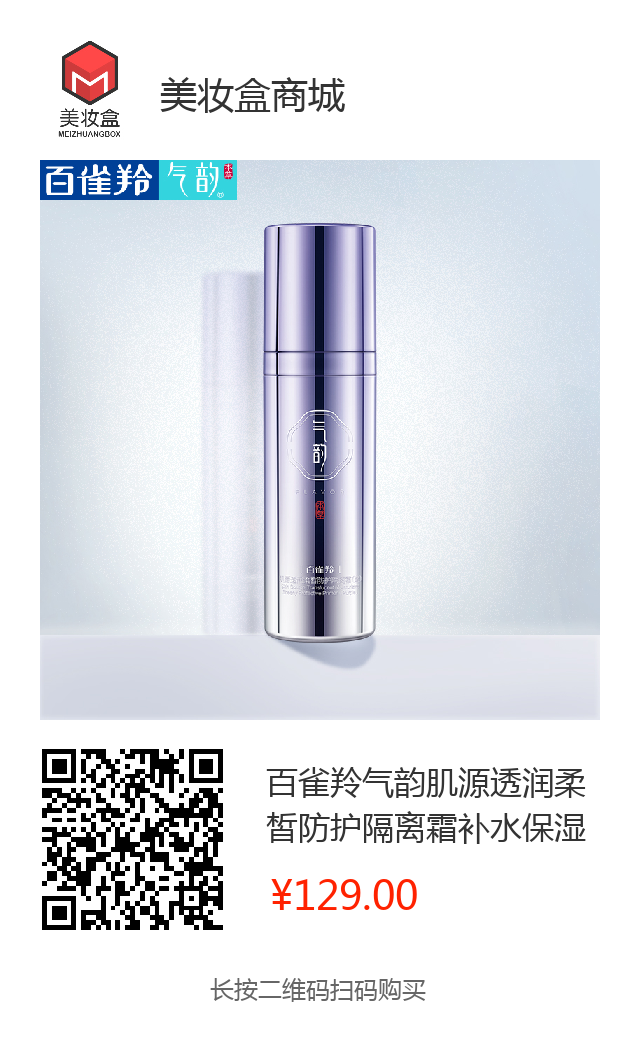 美妆盒
MEIZHUANGBOX
美妆盒商城
百雀羚 气韵
气韵
百雀羚
百雀羚气韵肌源透润柔
皙防护隔离霜补水保湿
¥129.00
长按二维码扫码购买